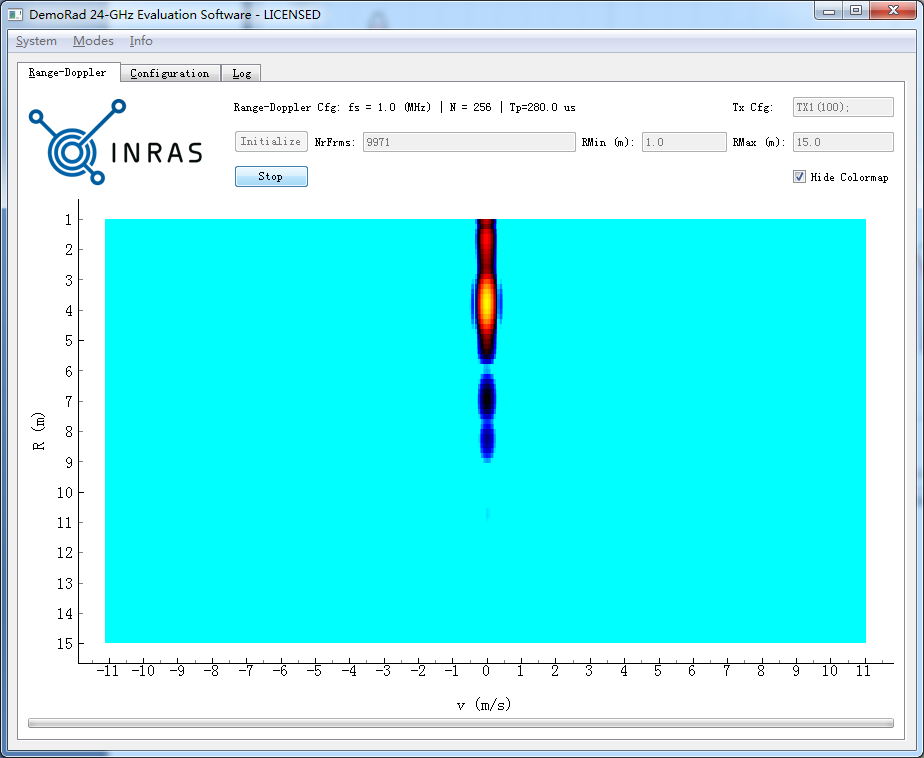 DemoRad 24-GHz Evaluation Software - LICENSED
System Modes Info
Range-Doppler Configuration Log
Range-Doppler Cfg: fs = 1.0 (MHz) | N = 256 | Tp=280.0 us Tx Cfg: TX1(100);
INRAS
Initialize NrFrms: 9971 RMin (m): 1.0 RMax (m): 15.0
Stop Hide Colormap
1
2
3
4
5
6
7
8
9
10
11
12
13
14
15
R (m)
-11 -10 -9 -8 -7 -6 -5 -4 -3 -2 -1 0 1 2 3 4 5 6 7 8 9 10 11
v (m/s)